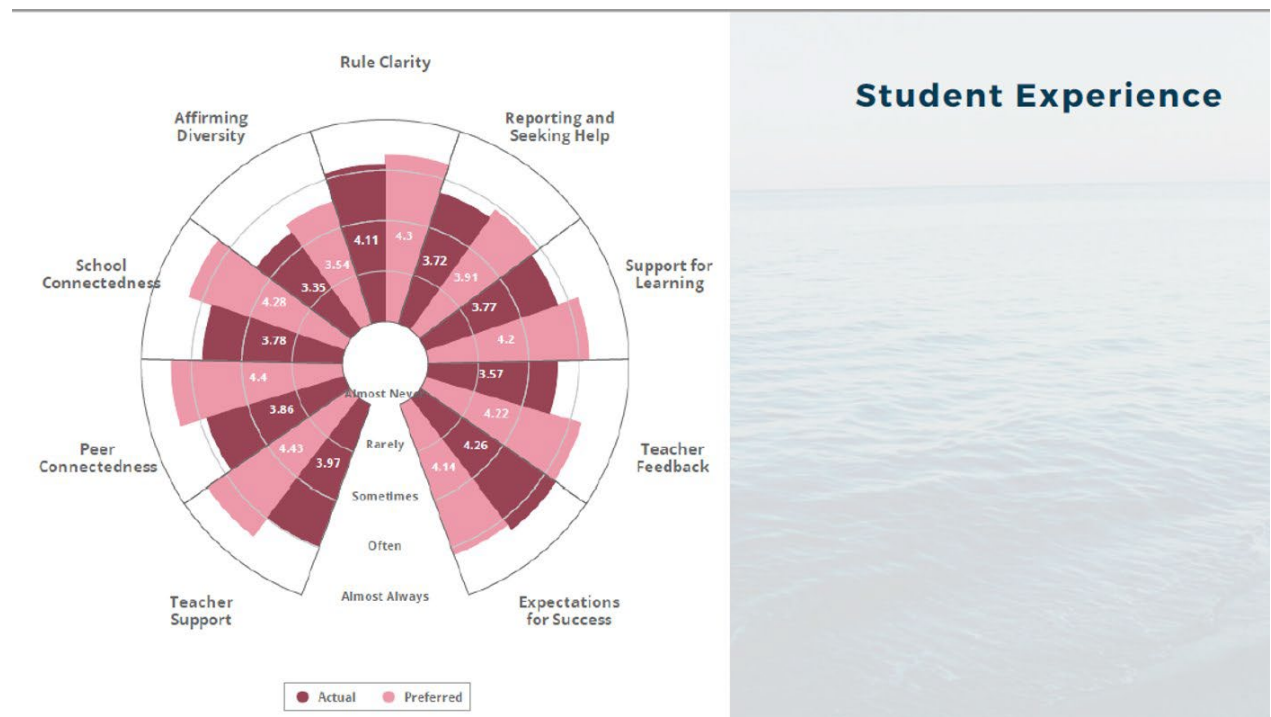 Student Experience
Rule Clarity
Affirming
Diversity
Reporting and
Seeking Help
School
Connectedness
Support for
Learning
Peer
Connectedness
Teacher
Feedback
Teacher
Support
Expectations
for Success
4.11
4.3
3.72
3.91
3.77
4.2
3.57
4.22
4.26
4.14
3.54
3.35
4.28
3.78
4.4
3.86
4.43
3.97
Almost Never
Rarely
Sometimes
Often
Almost Always
Actual
Preferred